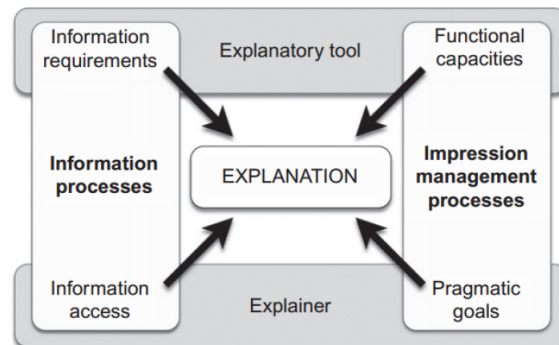 Information
requirements
Explanatory tool
Functional
capacities
Information
processes
EXPLANATION
Impression
management
processes
Information
access
Explainer
Pragmatic
goals